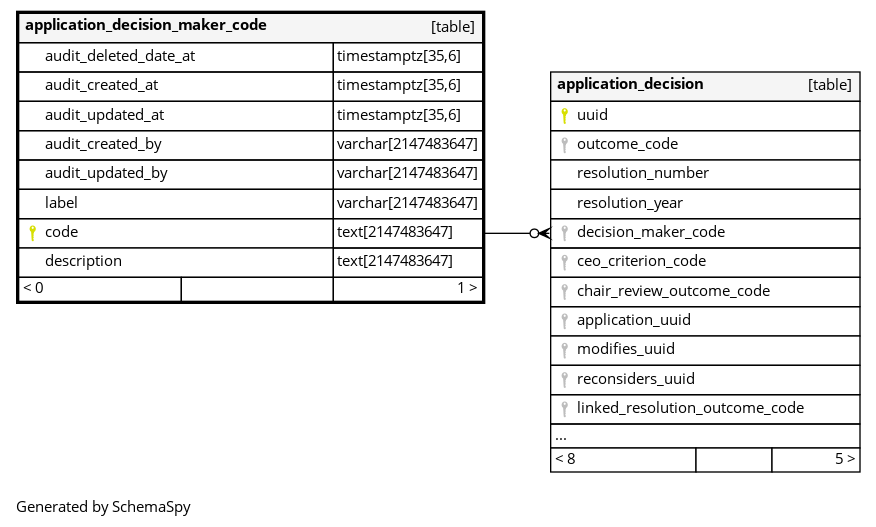 application_decision_maker_code [table]
audit_deleted_date_at timestamptz[35,6]
audit_created_at timestamptz[35,6]
audit_updated_at timestamptz[35,6]
audit_created_by varchar[2147483647]
audit_updated_by varchar[2147483647]
label varchar[2147483647]
code text[2147483647]
description text[2147483647]
< 0 1 >
application_decision [table]
uuid
outcome_code
resolution_number
resolution_year
decision_maker_code
ceo_criterion_code
chair_review_outcome_code
application_uuid
modifies_uuid
reconsiders_uuid
linked_resolution_outcome_code
...
< 8 5 >
Generated by SchemaSpy